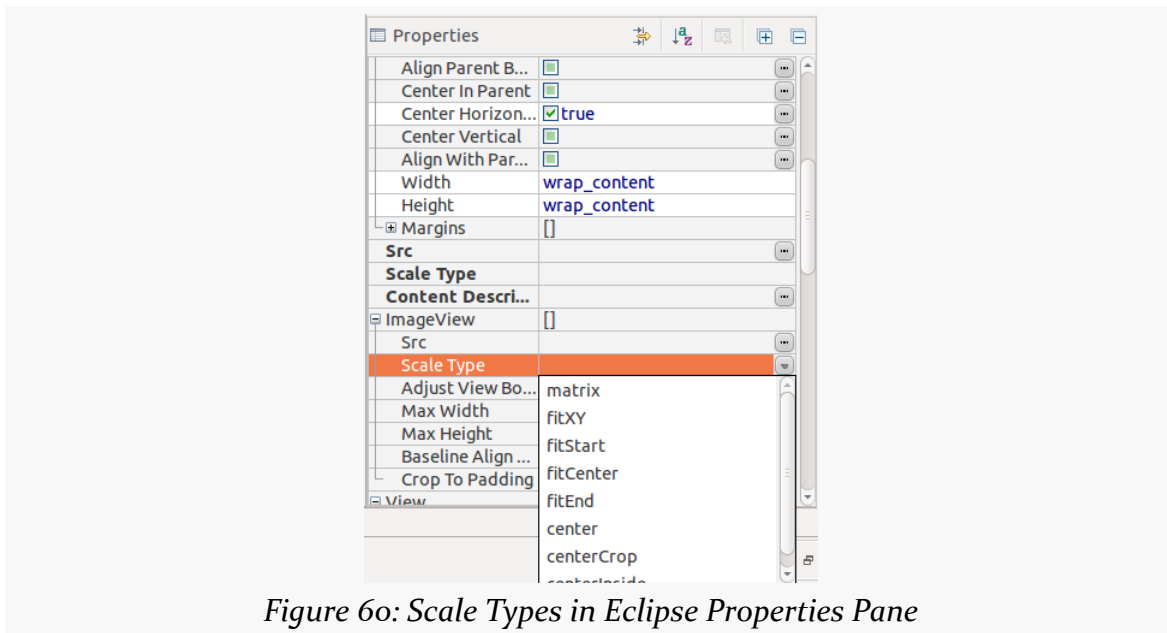 Properties
Align Parent B...
Center In Parent
Center Horizon... true
Center Vertical
Align With Par...
Width wrap_content
Height wrap_content
Margins []
Src
Scale Type
Content Descri...
ImageView []
Src
Scale Type
Adjust View Bo...
Max Width
Max Height
Baseline Align ...
Crop To Padding
View
matrix
fitXY
fitStart
fitCenter
fitEnd
center
centerCrop
centerInside
Figure 60: Scale Types in Eclipse Properties Pane